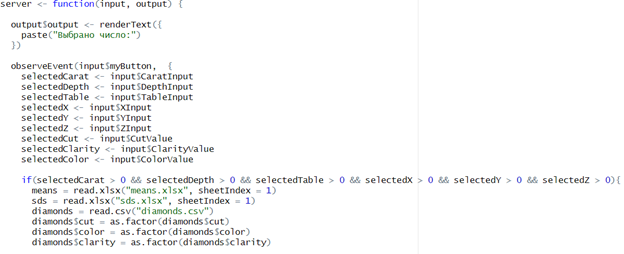 server <- function(input, output) {
output$output <- renderText({
paste("Выбрано число:")
})
observeEvent(input$myButton, {
selectedCarat <- input$CaratInput
selectedDepth <- input$DepthInput
selectedTable <- input$TableInput
selectedX <- input$XInput
selectedY <- input$YInput
selectedZ <- input$ZInput
selectedCut <- input$CutValue
selectedClarity <- input$ClarityValue
selectedColor <- input$ColorValue
if(selectedCarat > 0 && selectedDepth > 0 && selectedTable > 0 && selectedX > 0 && selectedY > 0 && selectedZ > 0){
means = read.xlsx("means.xlsx", sheetIndex = 1)
sds = read.xlsx("sds.xlsx", sheetIndex = 1)
diamonds = read.csv("diamonds.csv")
diamonds$cut = as.factor(diamonds$cut)
diamonds$color = as.factor(diamonds$color)
diamonds$clarity = as.factor(diamonds$clarity)